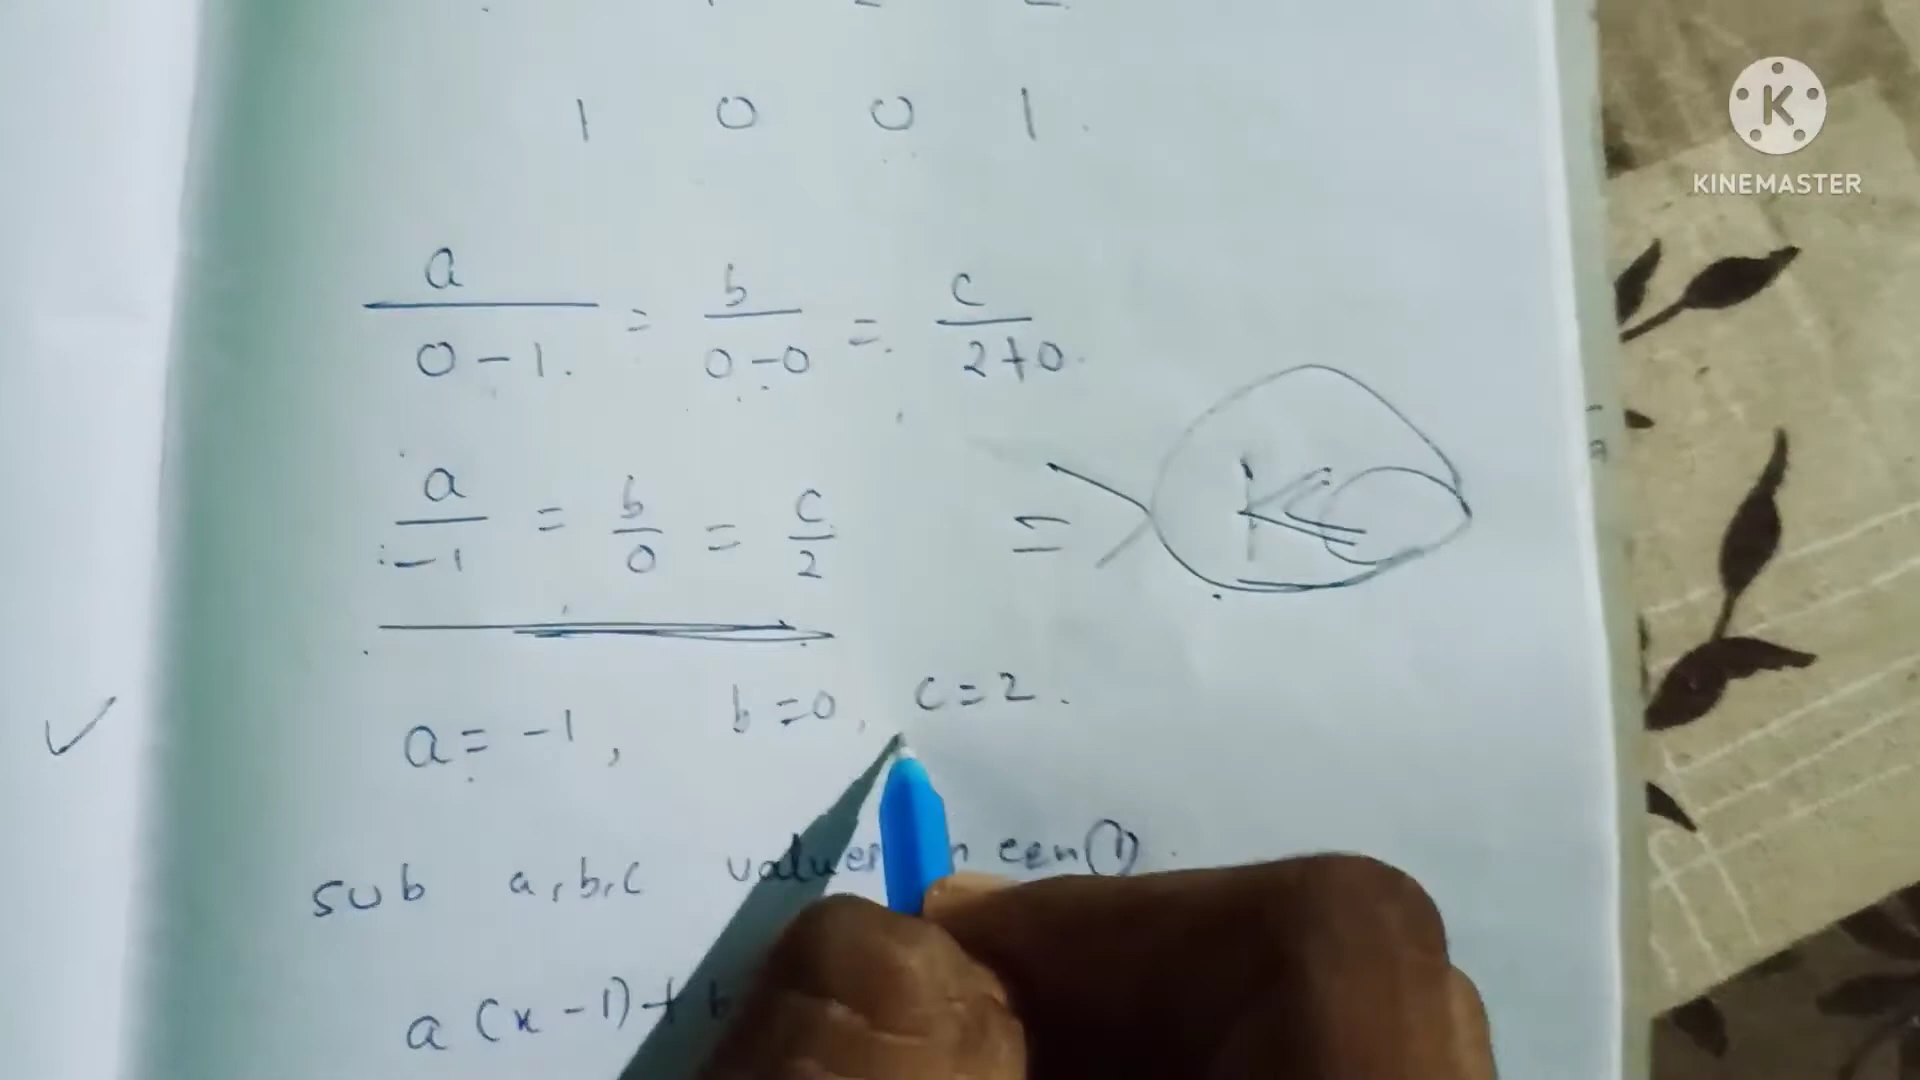 1 0 0 1
K
KINEMASTER
a/0-1. = b/0-0 = c/2+0.
a/-1 = b/0 = c/2 => K
a = -1, b = 0, c = 2.
sub a, b, c values eqn (1).
a (x - 1) + b